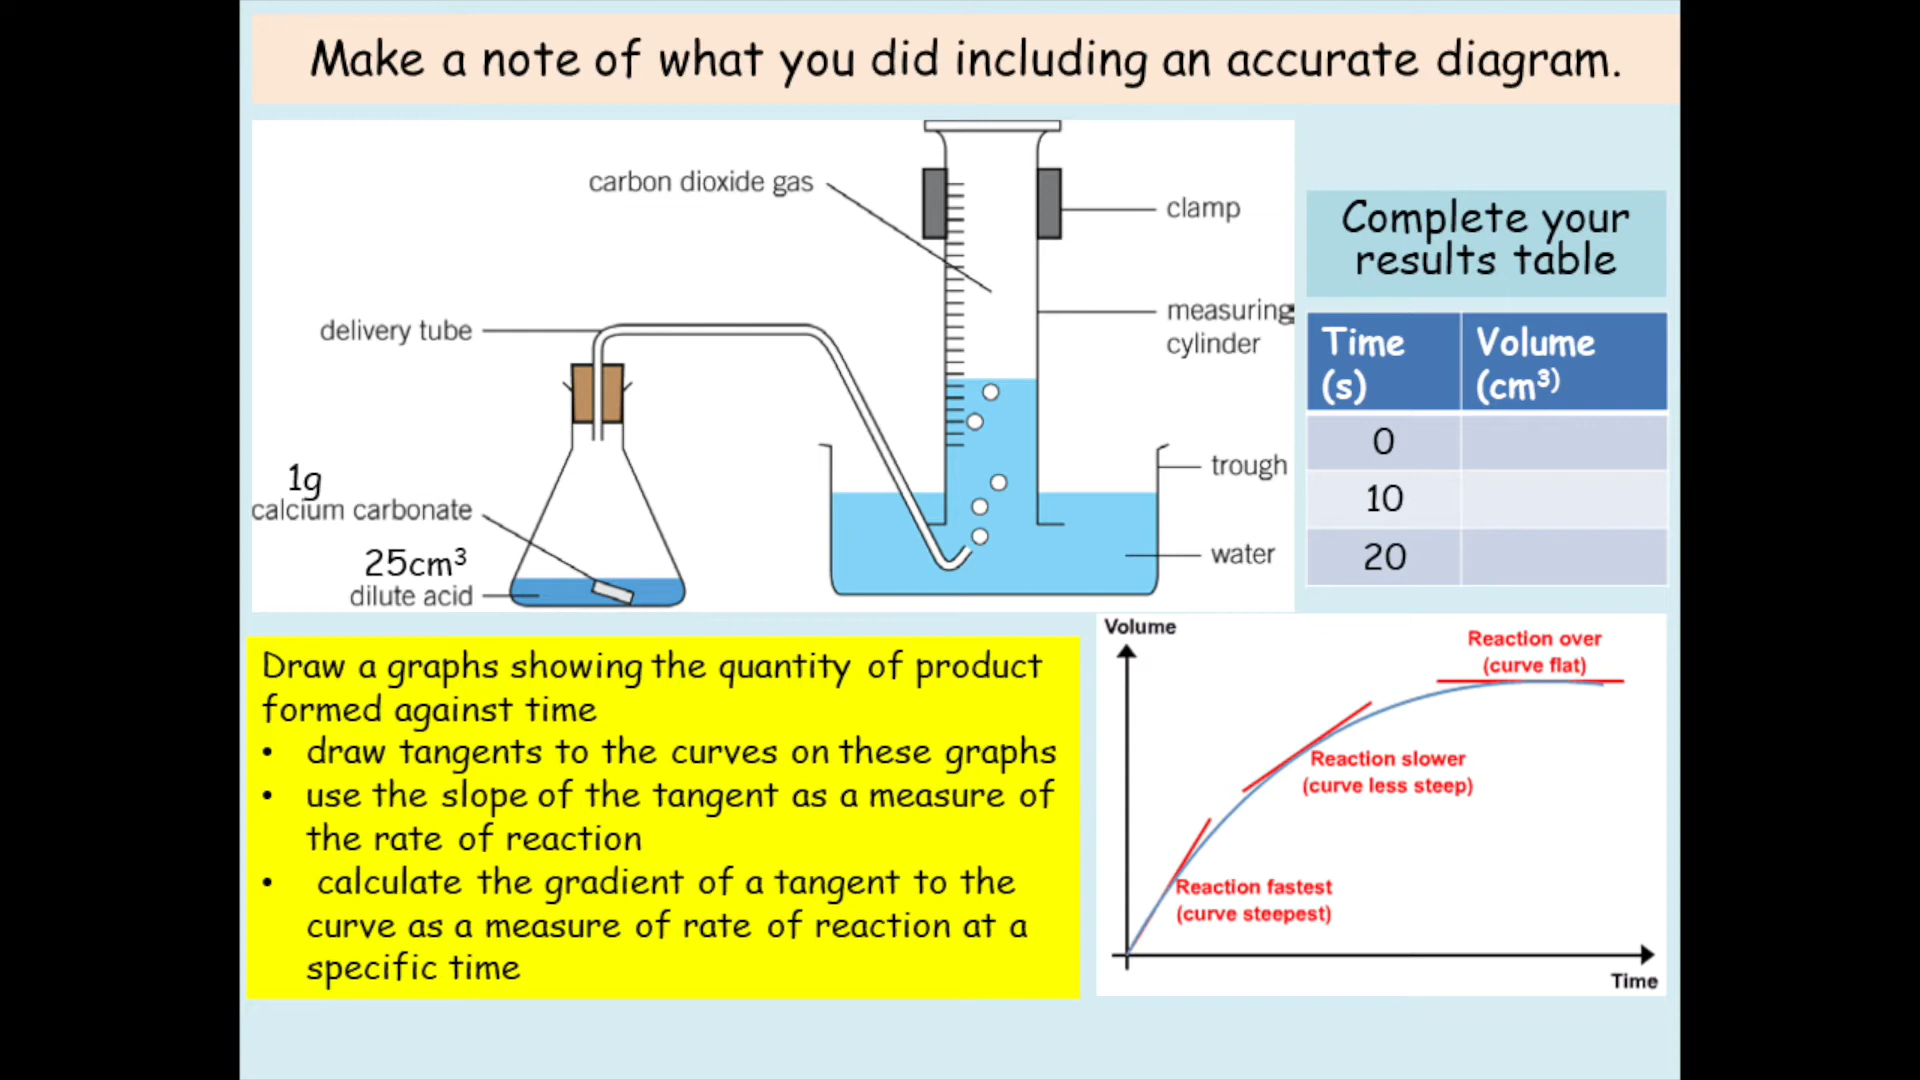 Make a note of what you did including an accurate diagram.
carbon dioxide gas
clamp
measuring
cylinder
delivery tube
1g
calcium carbonate
25cm³
dilute acid
trough
water
Complete your
results table
Time (s) Volume (cm³)
0
10
20
Draw a graphs showing the quantity of product
formed against time
• draw tangents to the curves on these graphs
• use the slope of the tangent as a measure of
the rate of reaction
• calculate the gradient of a tangent to the
curve as a measure of rate of reaction at a
specific time
Volume
Reaction over
(curve flat)
Reaction slower
(curve less steep)
Reaction fastest
(curve steepest)
Time